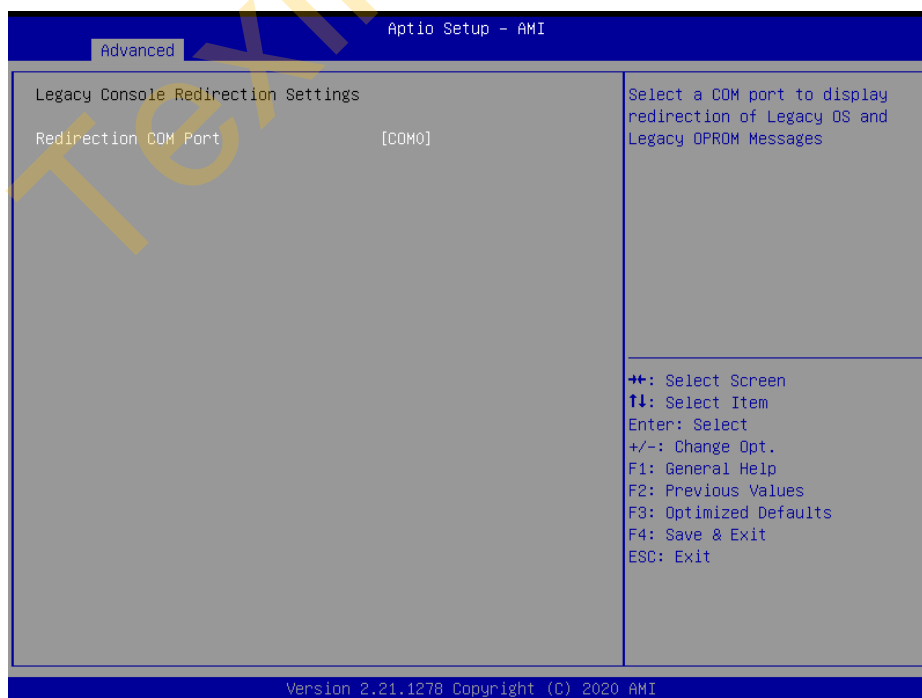 Aptio Setup - AMI
Advanced
Legacy Console Redirection Settings
Redirection COM Port [COM0]
Select a COM port to display
redirection of Legacy OS and
Legacy OPROM Messages
→←: Select Screen
↑↓: Select Item
Enter: Select
+/-: Change Opt.
F1: General Help
F2: Previous Values
F3: Optimized Defaults
F4: Save & Exit
ESC: Exit
Version 2.21.1278 Copyright (C) 2020 AMI